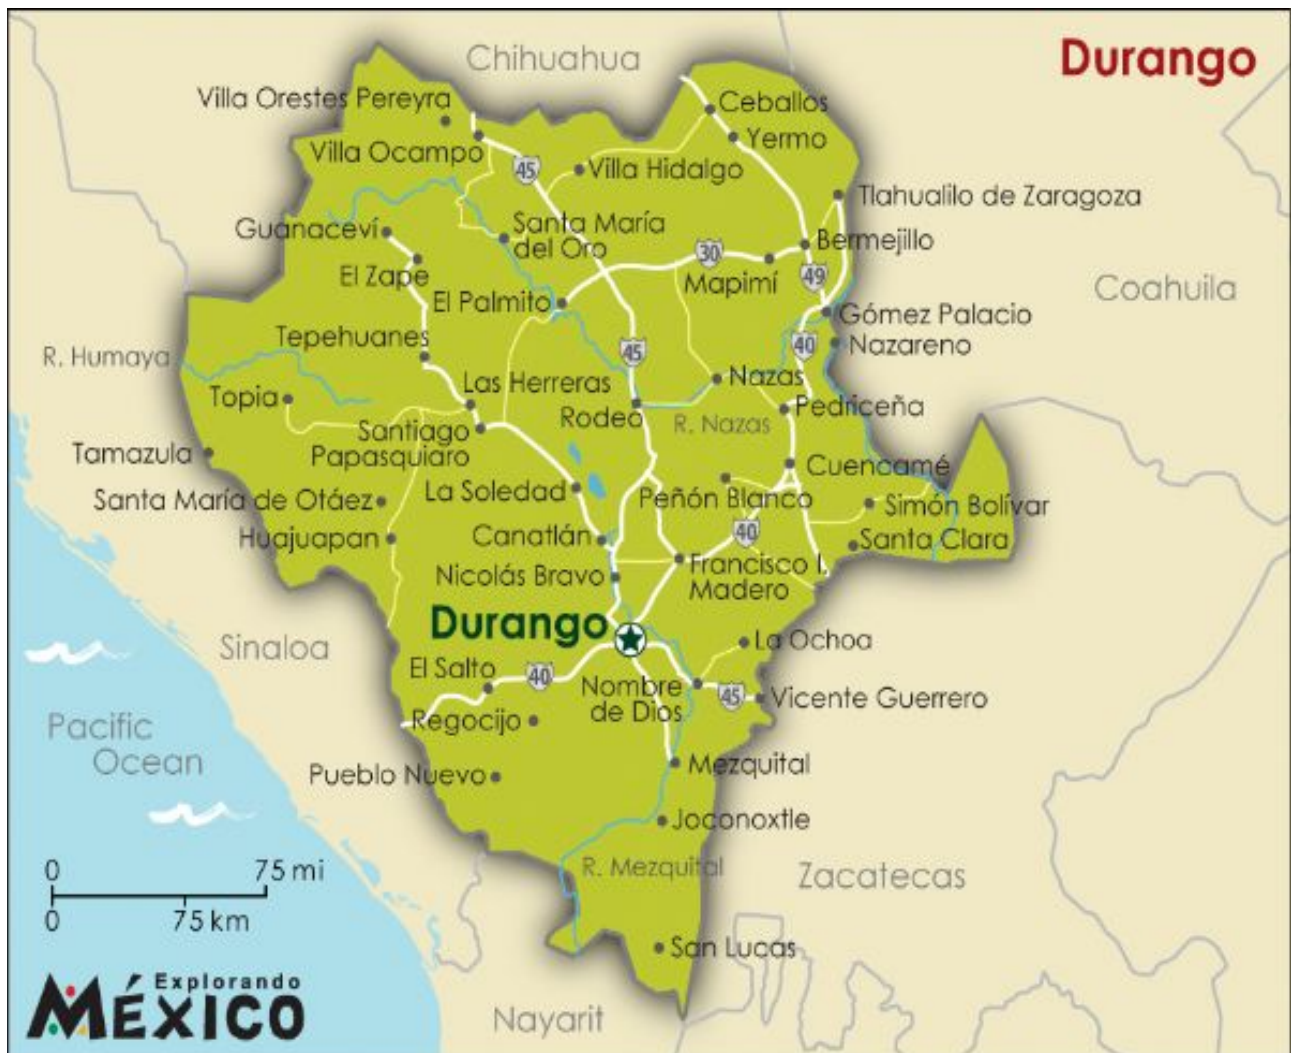 Durango
Chihuahua
Villa Orestes Pereyra
Ceballos
Yermo
Villa Ocampo
45
Villa Hidalgo
Tlahualilo de Zaragoza
Guanaceví
Santa María
del Oro
Bermejillo
30
El Zape
Mapimí
49
Coahuila
El Palmito
Gómez Palacio
Tepehuanes
45
40
Nazareno
R. Humaya
Las Herreras
Nazas
Topia
Rodeo
R. Nazas
Pedriceña
Santiago
Papasquiaro
Tamazula
Cuencamé
Santa María de Otáez
La Soledad
Peñón Blanco
Simón Bolívar
Huajuapan
Canatlán
40
Santa Clara
Nicolás Bravo
Francisco I.
Madero
Durango
Sinaloa
La Ochoa
El Salto
40
Nombre
de Dios
45
Vicente Guerrero
Regocijo
Pacific
Ocean
Pueblo Nuevo
Mezquital
Joconoxtle
R. Mezquital
Zacatecas
0 75 mi
0 75 km
San Lucas
Explorando
MÉXICO
Nayarit